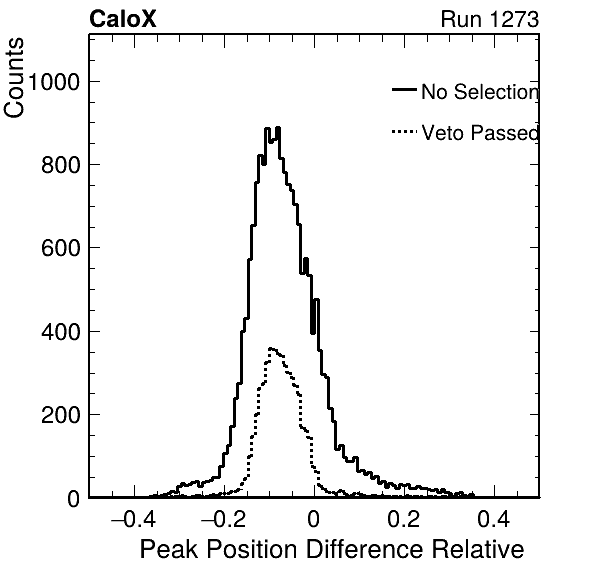 CaloX Run 1273
Counts
1000
800
600
400
200
0
No Selection
Veto Passed
−0.4 −0.2 0 0.2 0.4
Peak Position Difference Relative